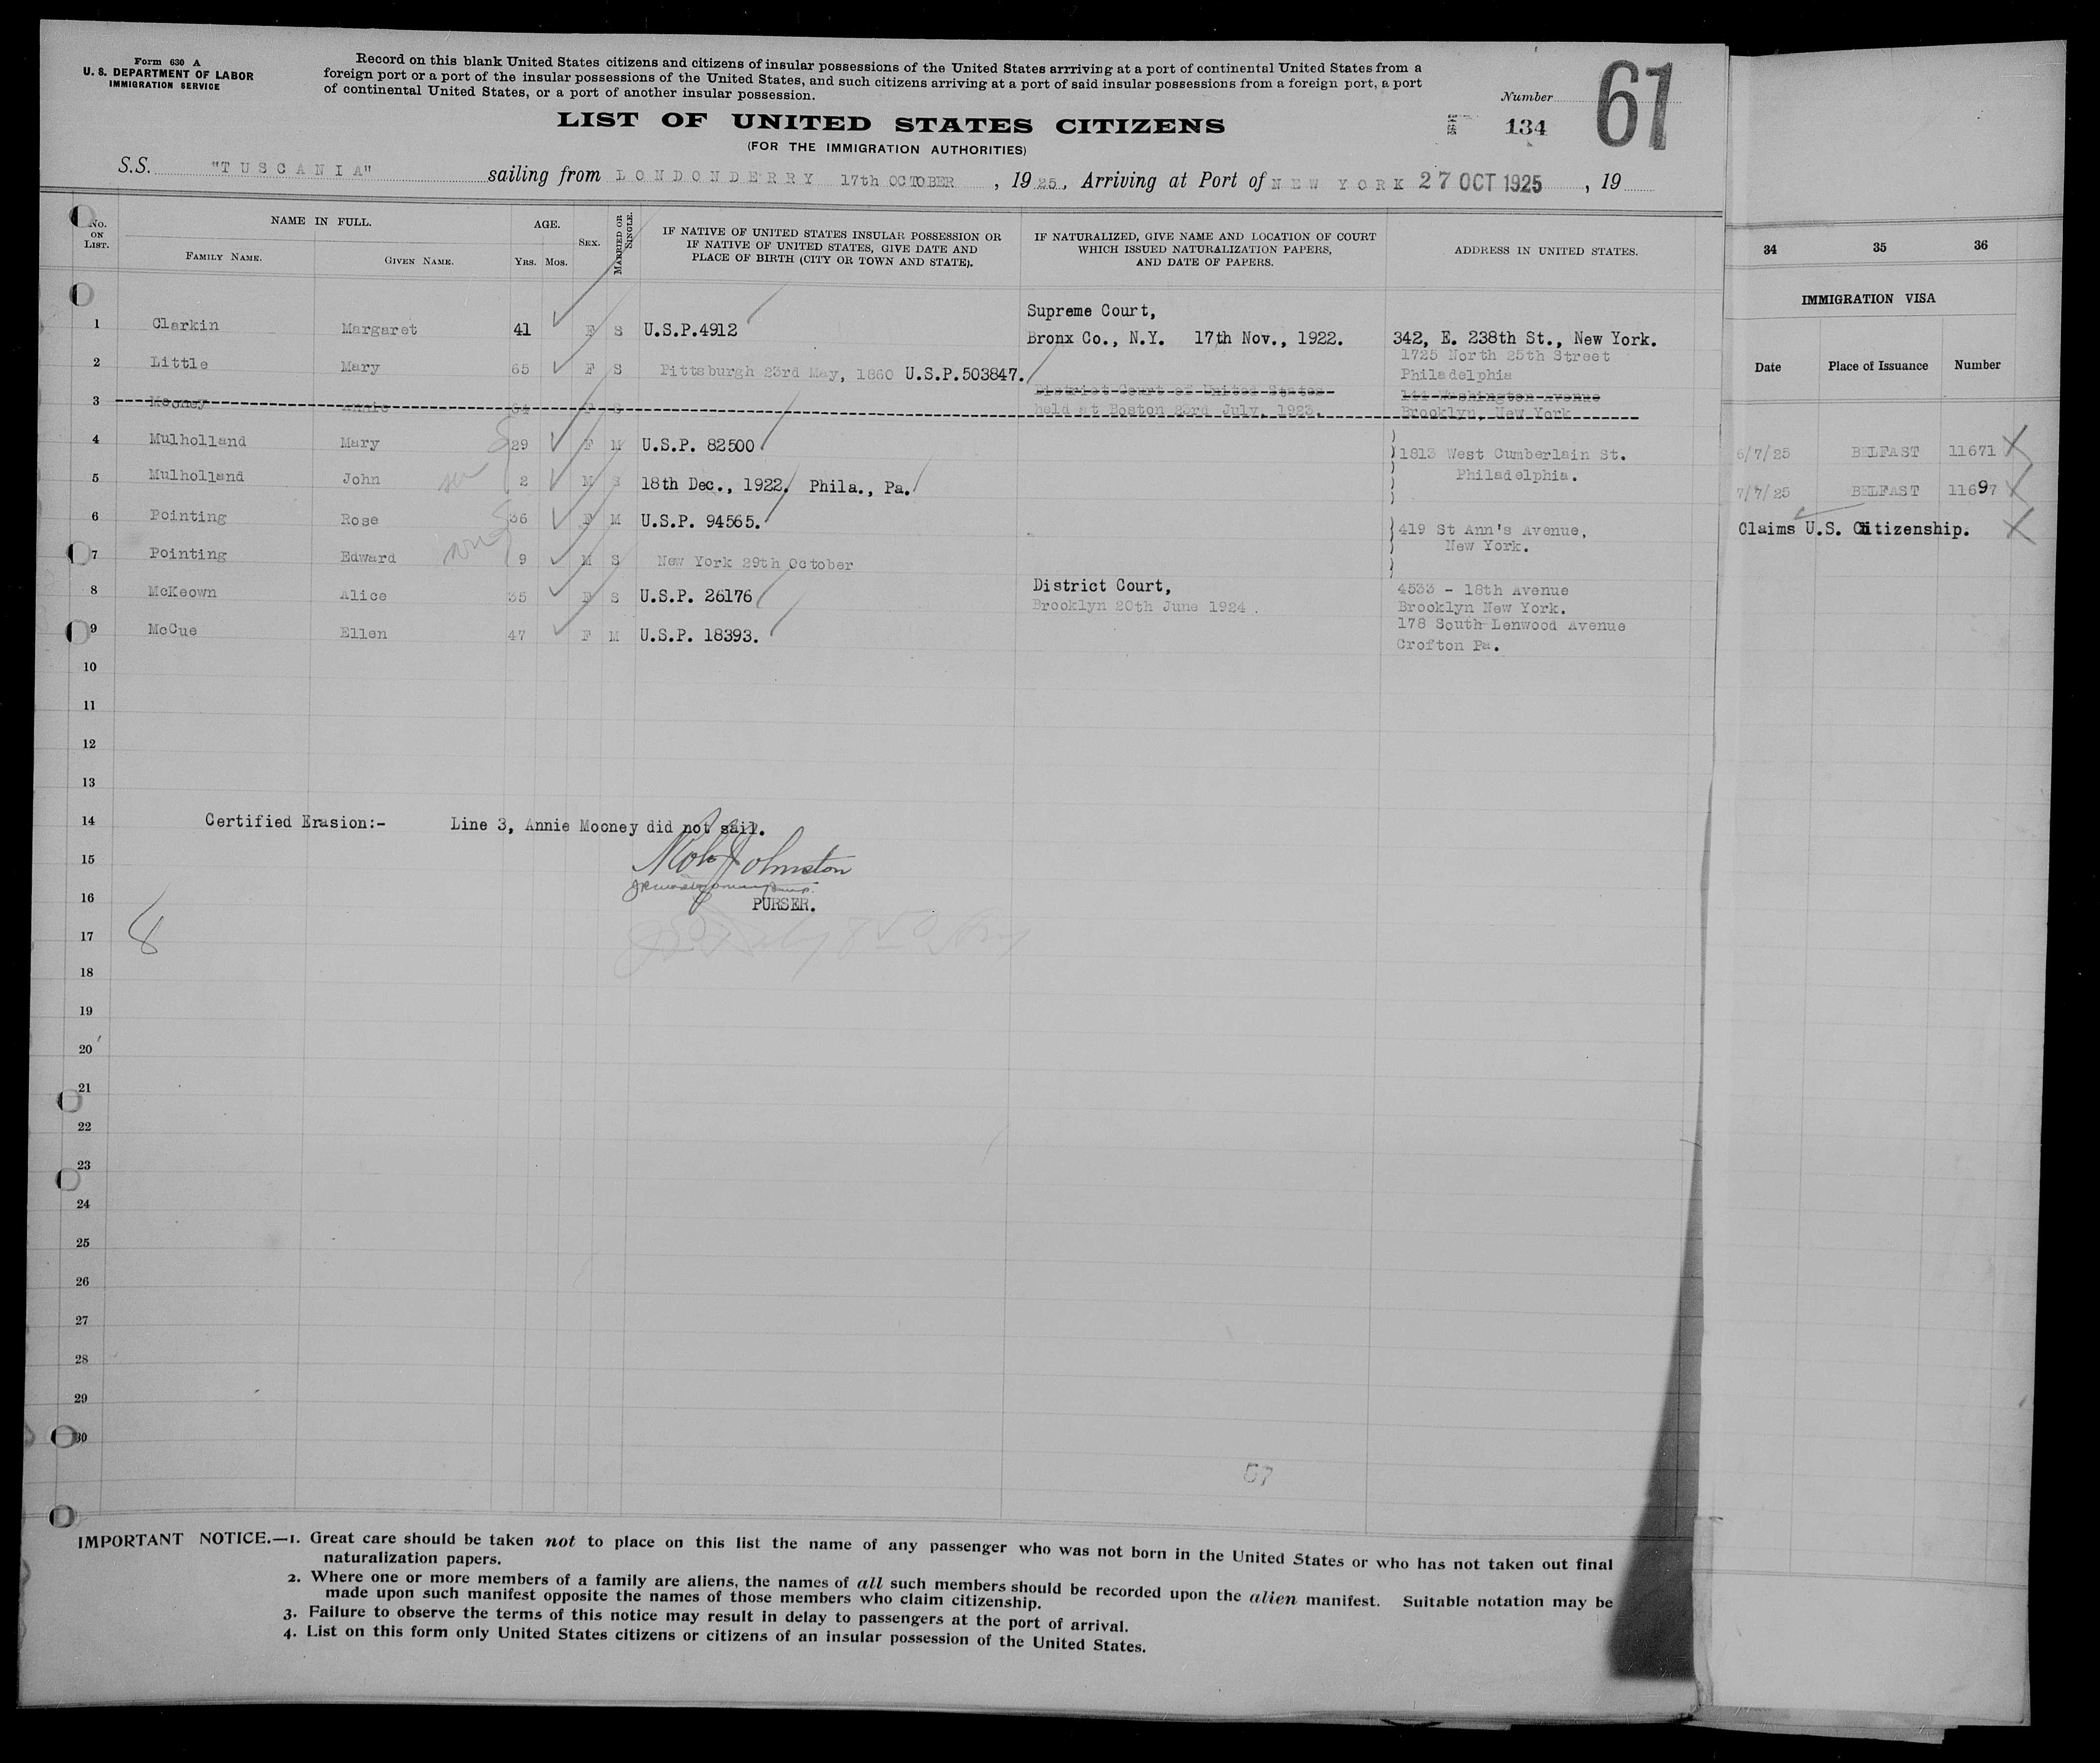 Form 630 A
U. S. DEPARTMENT OF LABOR
IMMIGRATION SERVICE
Record on this blank United States citizens and citizens of insular possessions of the United States arrriving at a port of continental United States from a
foreign port or a port of the insular possessions of the United States, and such citizens arriving at a port of said insular possessions from a foreign port, a port
of continental United States, or a port of another insular possession.
Number 61
LIST OF UNITED STATES CITIZENS
134
(FOR THE IMMIGRATION AUTHORITIES)
S.S. "TUSCANIA" sailing from LONDONDERRY 17th OCTOBER, 1925, Arriving at Port of NEW YORK 27 OCT 1925, 19
No. ON LIST.
NAME IN FULL.
FAMILY NAME. GIVEN NAME.
AGE.
Yrs. Mos.
SEX.
MARRIED OR SINGLE.
IF NATIVE OF UNITED STATES INSULAR POSSESSION OR
IF NATIVE OF UNITED STATES, GIVE DATE AND
PLACE OF BIRTH (CITY OR TOWN AND STATE).
IF NATURALIZED, GIVE NAME AND LOCATION OF COURT
WHICH ISSUED NATURALIZATION PAPERS,
AND DATE OF PAPERS.
ADDRESS IN UNITED STATES.
34 35 36
IMMIGRATION VISA
Date Place of Issuance Number
Supreme Court,
1 Clarkin Margaret 41 F S U.S.P.4912 Bronx Co., N.Y. 17th Nov., 1922. 342, E. 238th St., New York.
1725 North 25th Street
2 Little Mary 65 F S Pittsburgh 23rd May, 1860 U.S.P.503847. Philadelphia
District Court of United States 144 Washington Avenue
3 Mooney Annie 64 F S held at Boston 23rd July, 1923. Brooklyn, New York
4 Mulholland Mary 29 F M U.S.P. 82500 1813 West Cumberlain St. 6/7/25 BELFAST 11671
Philadelphia.
5 Mulholland John 2 M S 18th Dec., 1922. Phila., Pa. 7/7/25 BELFAST 11697
6 Pointing Rose 36 F M U.S.P. 94565. 419 St Ann's Avenue, Claims U.S. Citizenship.
New York.
7 Pointing Edward 9 M S New York 29th October
District Court, 4533 - 18th Avenue
8 McKeown Alice 35 F S U.S.P. 26176 Brooklyn 20th June 1924. Brooklyn New York.
178 South Lenwood Avenue
9 McCue Ellen 47 F M U.S.P. 18393. Crofton Pa.
10
11
12
13
14 Certified Erasion:- Line 3, Annie Mooney did not sail.
15 Johnston
16 PURSER.
17 8
18
19
20
21
22
23
24
25
26
27
28
29
30
57
IMPORTANT NOTICE.—1. Great care should be taken not to place on this list the name of any passenger who was not born in the United States or who has not taken out final
naturalization papers.
2. Where one or more members of a family are aliens, the names of all such members should be recorded upon the alien manifest. Suitable notation may be
made upon such manifest opposite the names of those members who claim citizenship.
3. Failure to observe the terms of this notice may result in delay to passengers at the port of arrival.
4. List on this form only United States citizens or citizens of an insular possession of the United States.